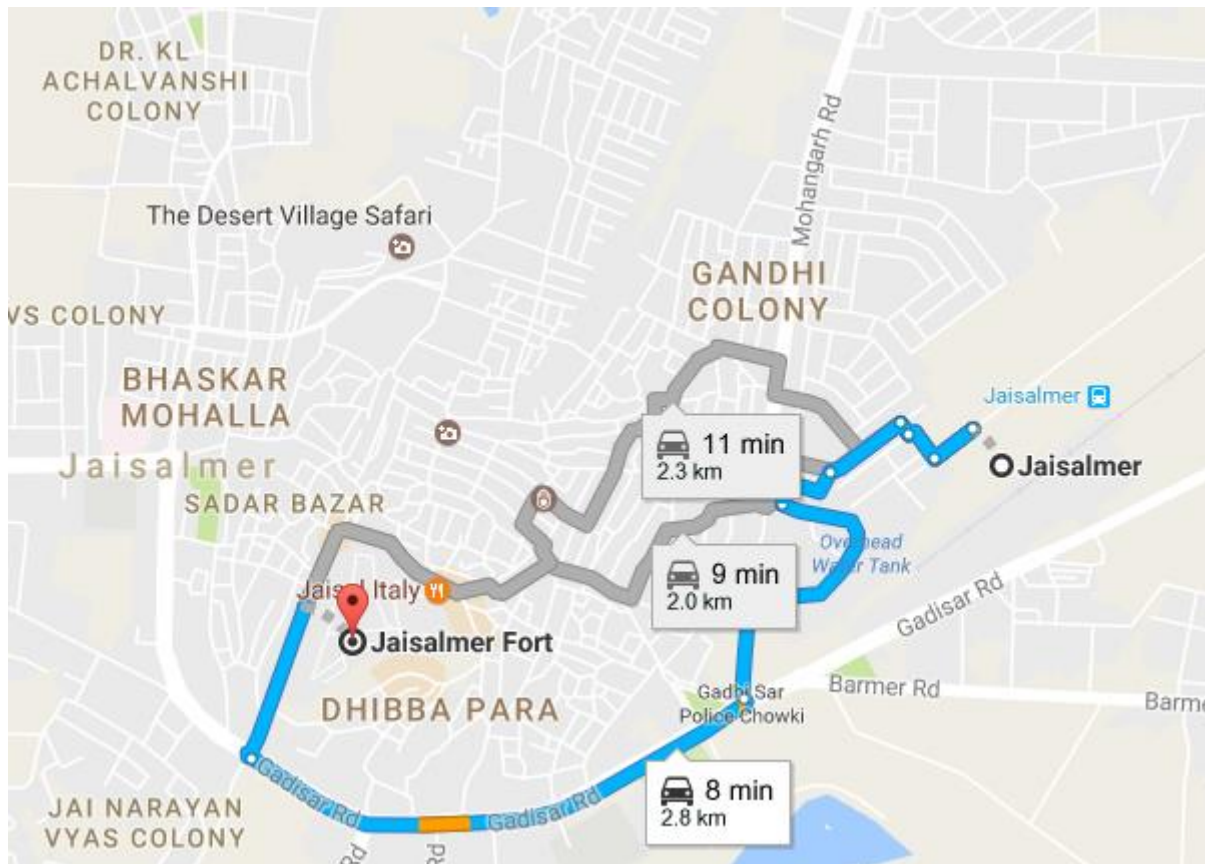 DR. KL
ACHALVANSHI
COLONY
Mohangarh Rd
The Desert Village Safari
GANDHI
COLONY
VS COLONY
BHASKAR
MOHALLA
Jaisalmer
11 min
2.3 km
Jaisalmer
Jaisalmer
SADAR BAZAR
Overhead
Water Tank
9 min
2.0 km
Jaisal Italy
Gadisar Rd
Jaisalmer Fort
Barmer Rd
Barme
Gadhi Sar
Police Chowki
DHIBBA PARA
8 min
2.8 km
Gadisar Rd
Gadisar Rd
JAI NARAYAN
VYAS COLONY
Rd
Rd